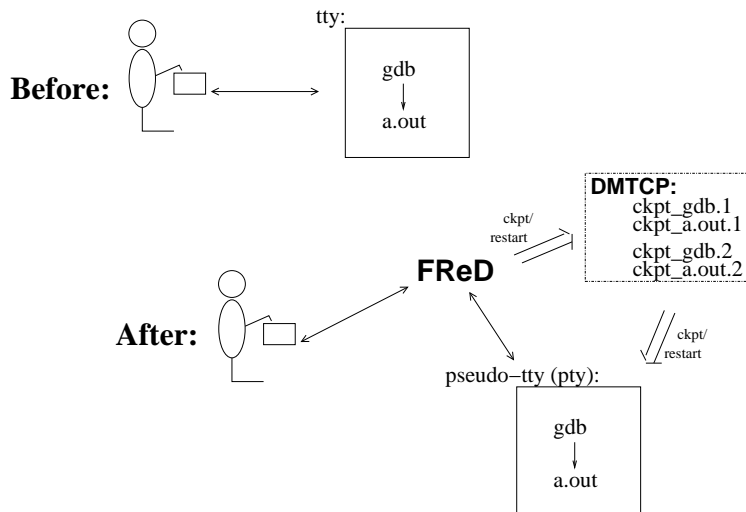 tty:
Before:
gdb
a.out
DMTCP:
ckpt_gdb.1
ckpt_a.out.1
ckpt_gdb.2
ckpt_a.out.2
ckpt/
restart
FReD
After:
ckpt/
restart
pseudo−tty (pty):
gdb
a.out